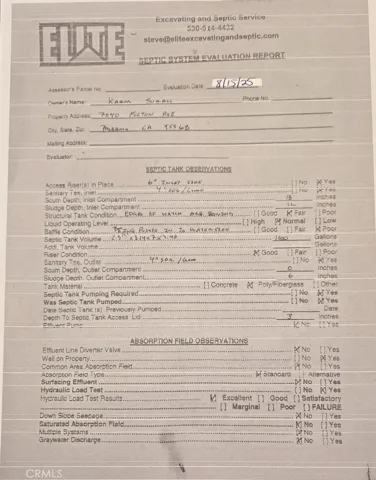 ELITE
Excavating and Septic Service
530-514-4432
steve@eliteexcavatingandseptic.com
SEPTIC SYSTEM EVALUATION REPORT
Assessor's Parcel No. Evaluation Date 8/15/25
Owner's Name: Phone No.
Property Address:
City, State, Zip: CA
Mailing Address:
Evaluator:
SEPTIC TANK OBSERVATIONS
Access Riser(s) in Place 6" [ ] No [X] Yes
Sanitary Tee, Inlet 4" [ ] No [X] Yes
Scum Depth, Inlet Compartment Inches
Sludge Depth, Inlet Compartment Inches
Structural Tank Condition [ ] Good [X] Fair [ ] Poor
Liquid Operating Level [ ] High [X] Normal [ ] Low
Baffle Condition [ ] Good [ ] Fair [X] Poor
Septic Tank Volume Gallons
Addl. Tank Volume Gallons
Riser Condition [X] Good [ ] Fair [ ] Poor
Sanitary Tee, Outlet 4" [ ] No [X] Yes
Scum Depth, Outlet Compartment 0 Inches
Sludge Depth, Outlet Compartment 6 Inches
Tank Material [ ] Concrete [X] Poly/Fiberglass [ ] Other
Septic Tank Pumping Required [ ] No [X] Yes
Was Septic Tank Pumped [ ] No [X] Yes
Date Septic Tank (s) Previously Pumped Date
Depth To Septic Tank Access Lid Inches
Effluent Pump [X] No [ ] Yes
ABSORPTION FIELD OBSERVATIONS
Effluent Line Diverter Valve [X] No [ ] Yes
Well on Property [X] No [ ] Yes
Common Area Absorption Field [X] No [ ] Yes
Absorption Field Type [X] Standard [ ] Alternative
Surfacing Effluent [X] No [ ] Yes
Hydraulic Load Test [ ] No [X] Yes
Hydraulic Load Test Results [X] Excellent [ ] Good [ ] Satisfactory
[ ] Marginal [ ] Poor [ ] FAILURE
Down Slope Seepage [X] No [ ] Yes
Saturated Absorption Field [X] No [ ] Yes
Multiple Systems [X] No [ ] Yes
Graywater Discharge [X] No [ ] Yes
CRMLS